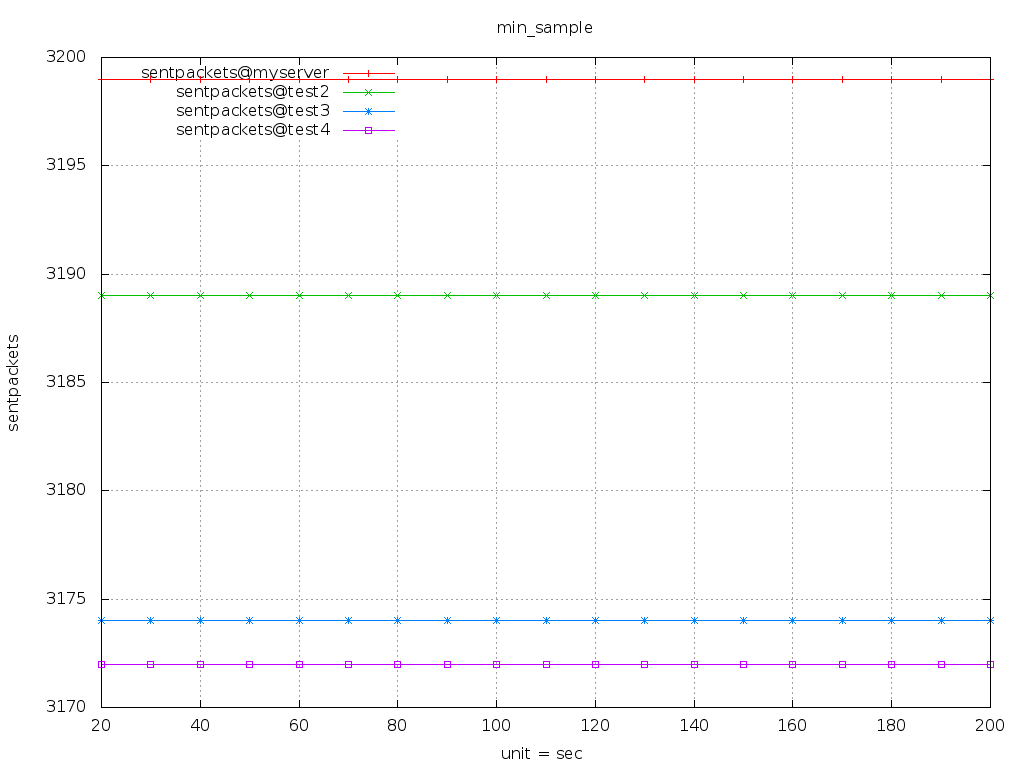 min_sample
3200
sentpackets@myserver
sentpackets@test2
sentpackets@test3
sentpackets@test4
3195
3190
3185
sentpackets
3180
3175
3170
20 40 60 80 100 120 140 160 180 200
unit = sec